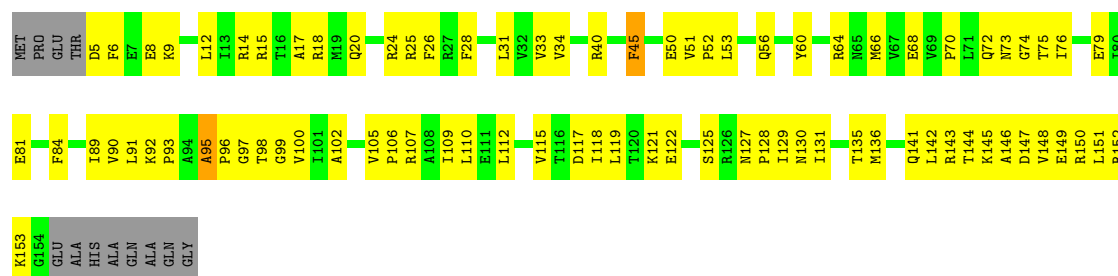 MET PRO GLU THR D5 F6 E7 E8 K9 L12 I13 R14 R15 T16 A17 R18 M19 Q20 R24 R25 F26 R27 F28 L31 V32 V33 V34 R40 F45 E50 V51 P52 L53 Q56 Y60 R64 N65 M66 V67 E68 V69 P70 L71 Q72 N73 G74 T75 I76 E79 I80
E81 F84 I89 V90 L91 K92 P93 A94 A95 P96 G97 T98 G99 V100 I101 A102 V105 P106 R107 A108 I109 L110 E111 L112 V115 T116 D117 I118 L119 T120 K121 E122 S125 R126 N127 P128 I129 N130 I131 T135 M136 Q141 L142 R143 T144 K145 A146 D147 V148 E149 R150 L151
K153 G154 GLU ALA HIS ALA GLN ALA GLN GLY